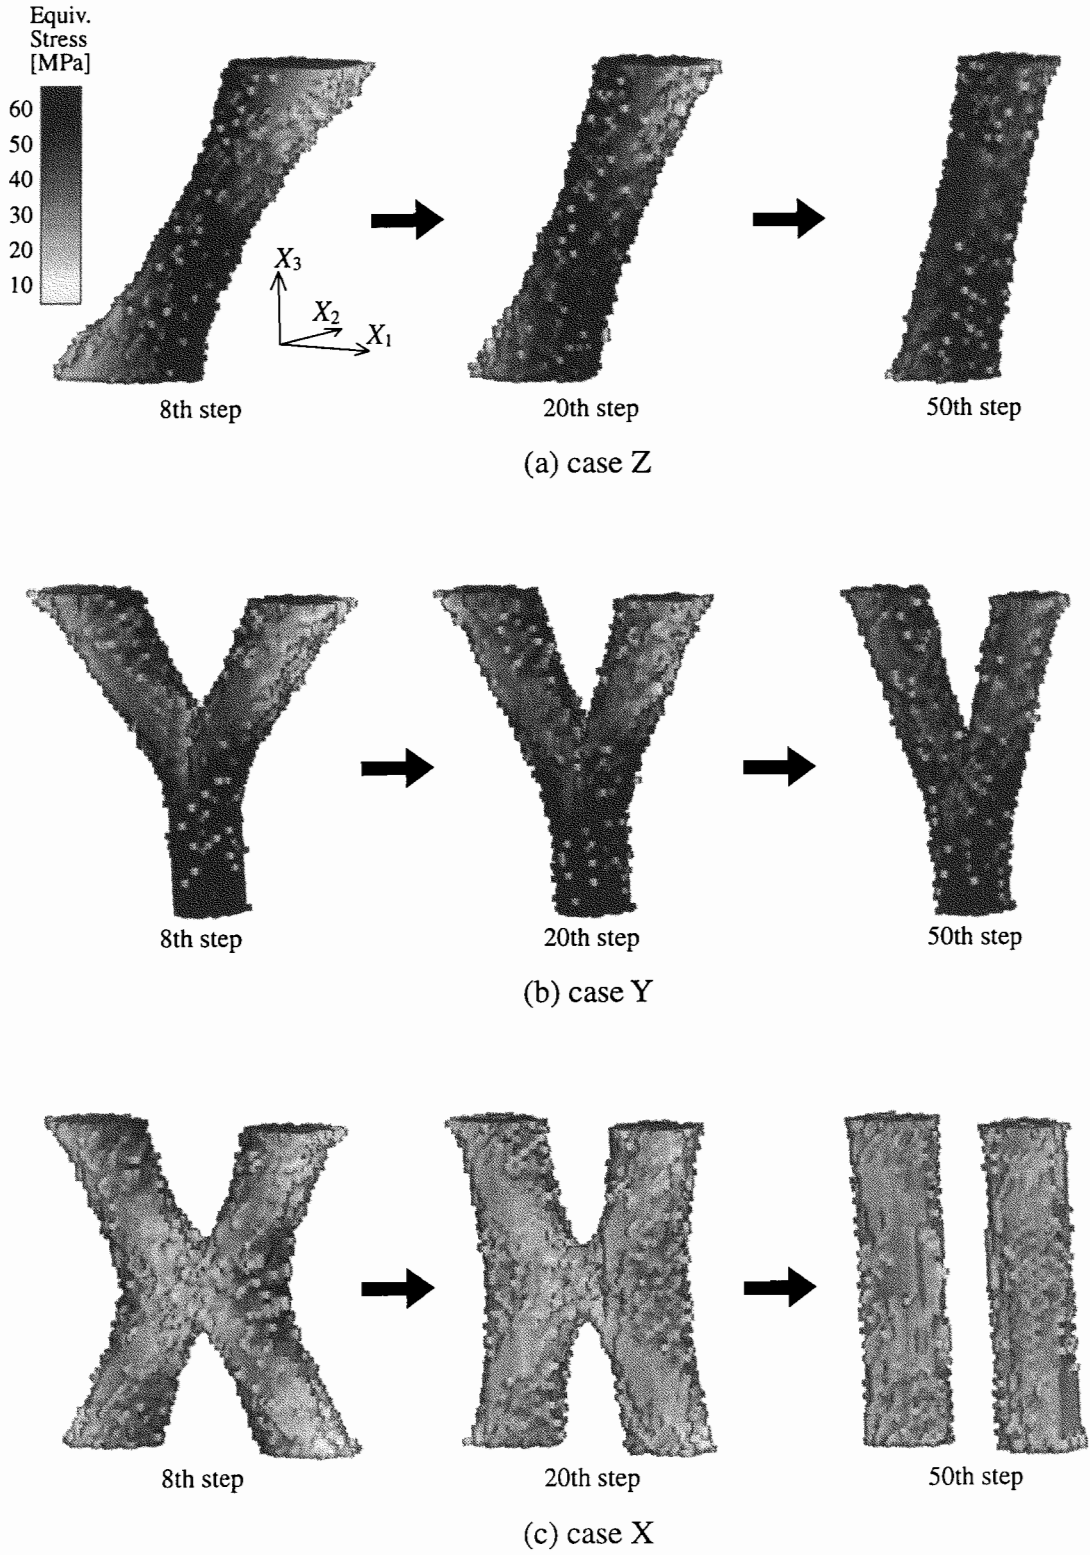 Equiv.
Stress
[MPa]
60
50
40
30
20
10
X3
X2
X1
8th step
20th step
50th step
(a) case Z
8th step
20th step
50th step
(b) case Y
8th step
20th step
50th step
(c) case X